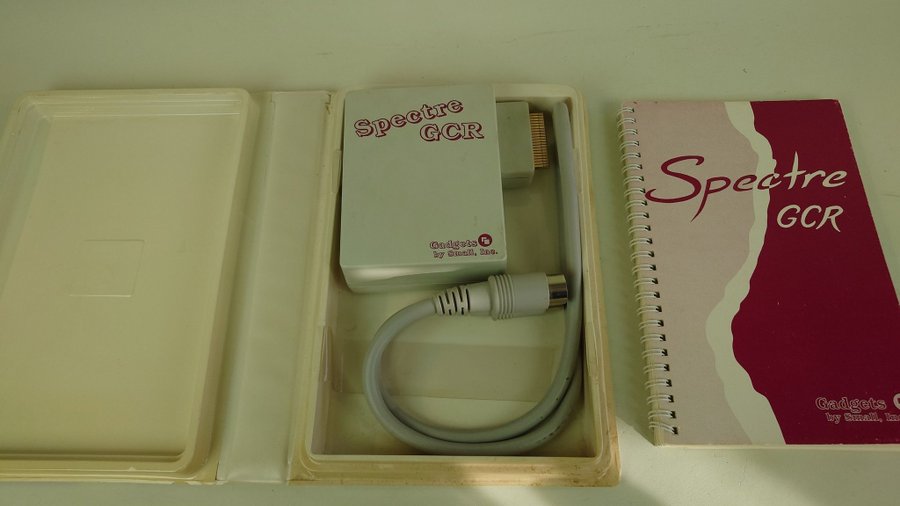 Spectre
GCR
Gadgets
by Small, Inc.
Spectre
GCR
Gadgets
by Small, Inc